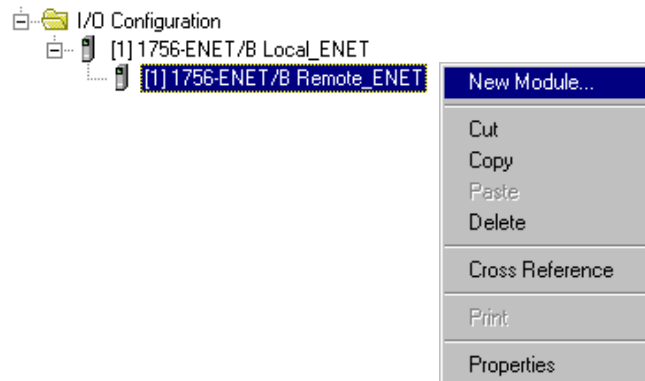 I/O Configuration
[1] 1756-ENET/B Local_ENET
[1] 1756-ENET/B Remote_ENET
New Module...
Cut
Copy
Paste
Delete
Cross Reference
Print
Properties